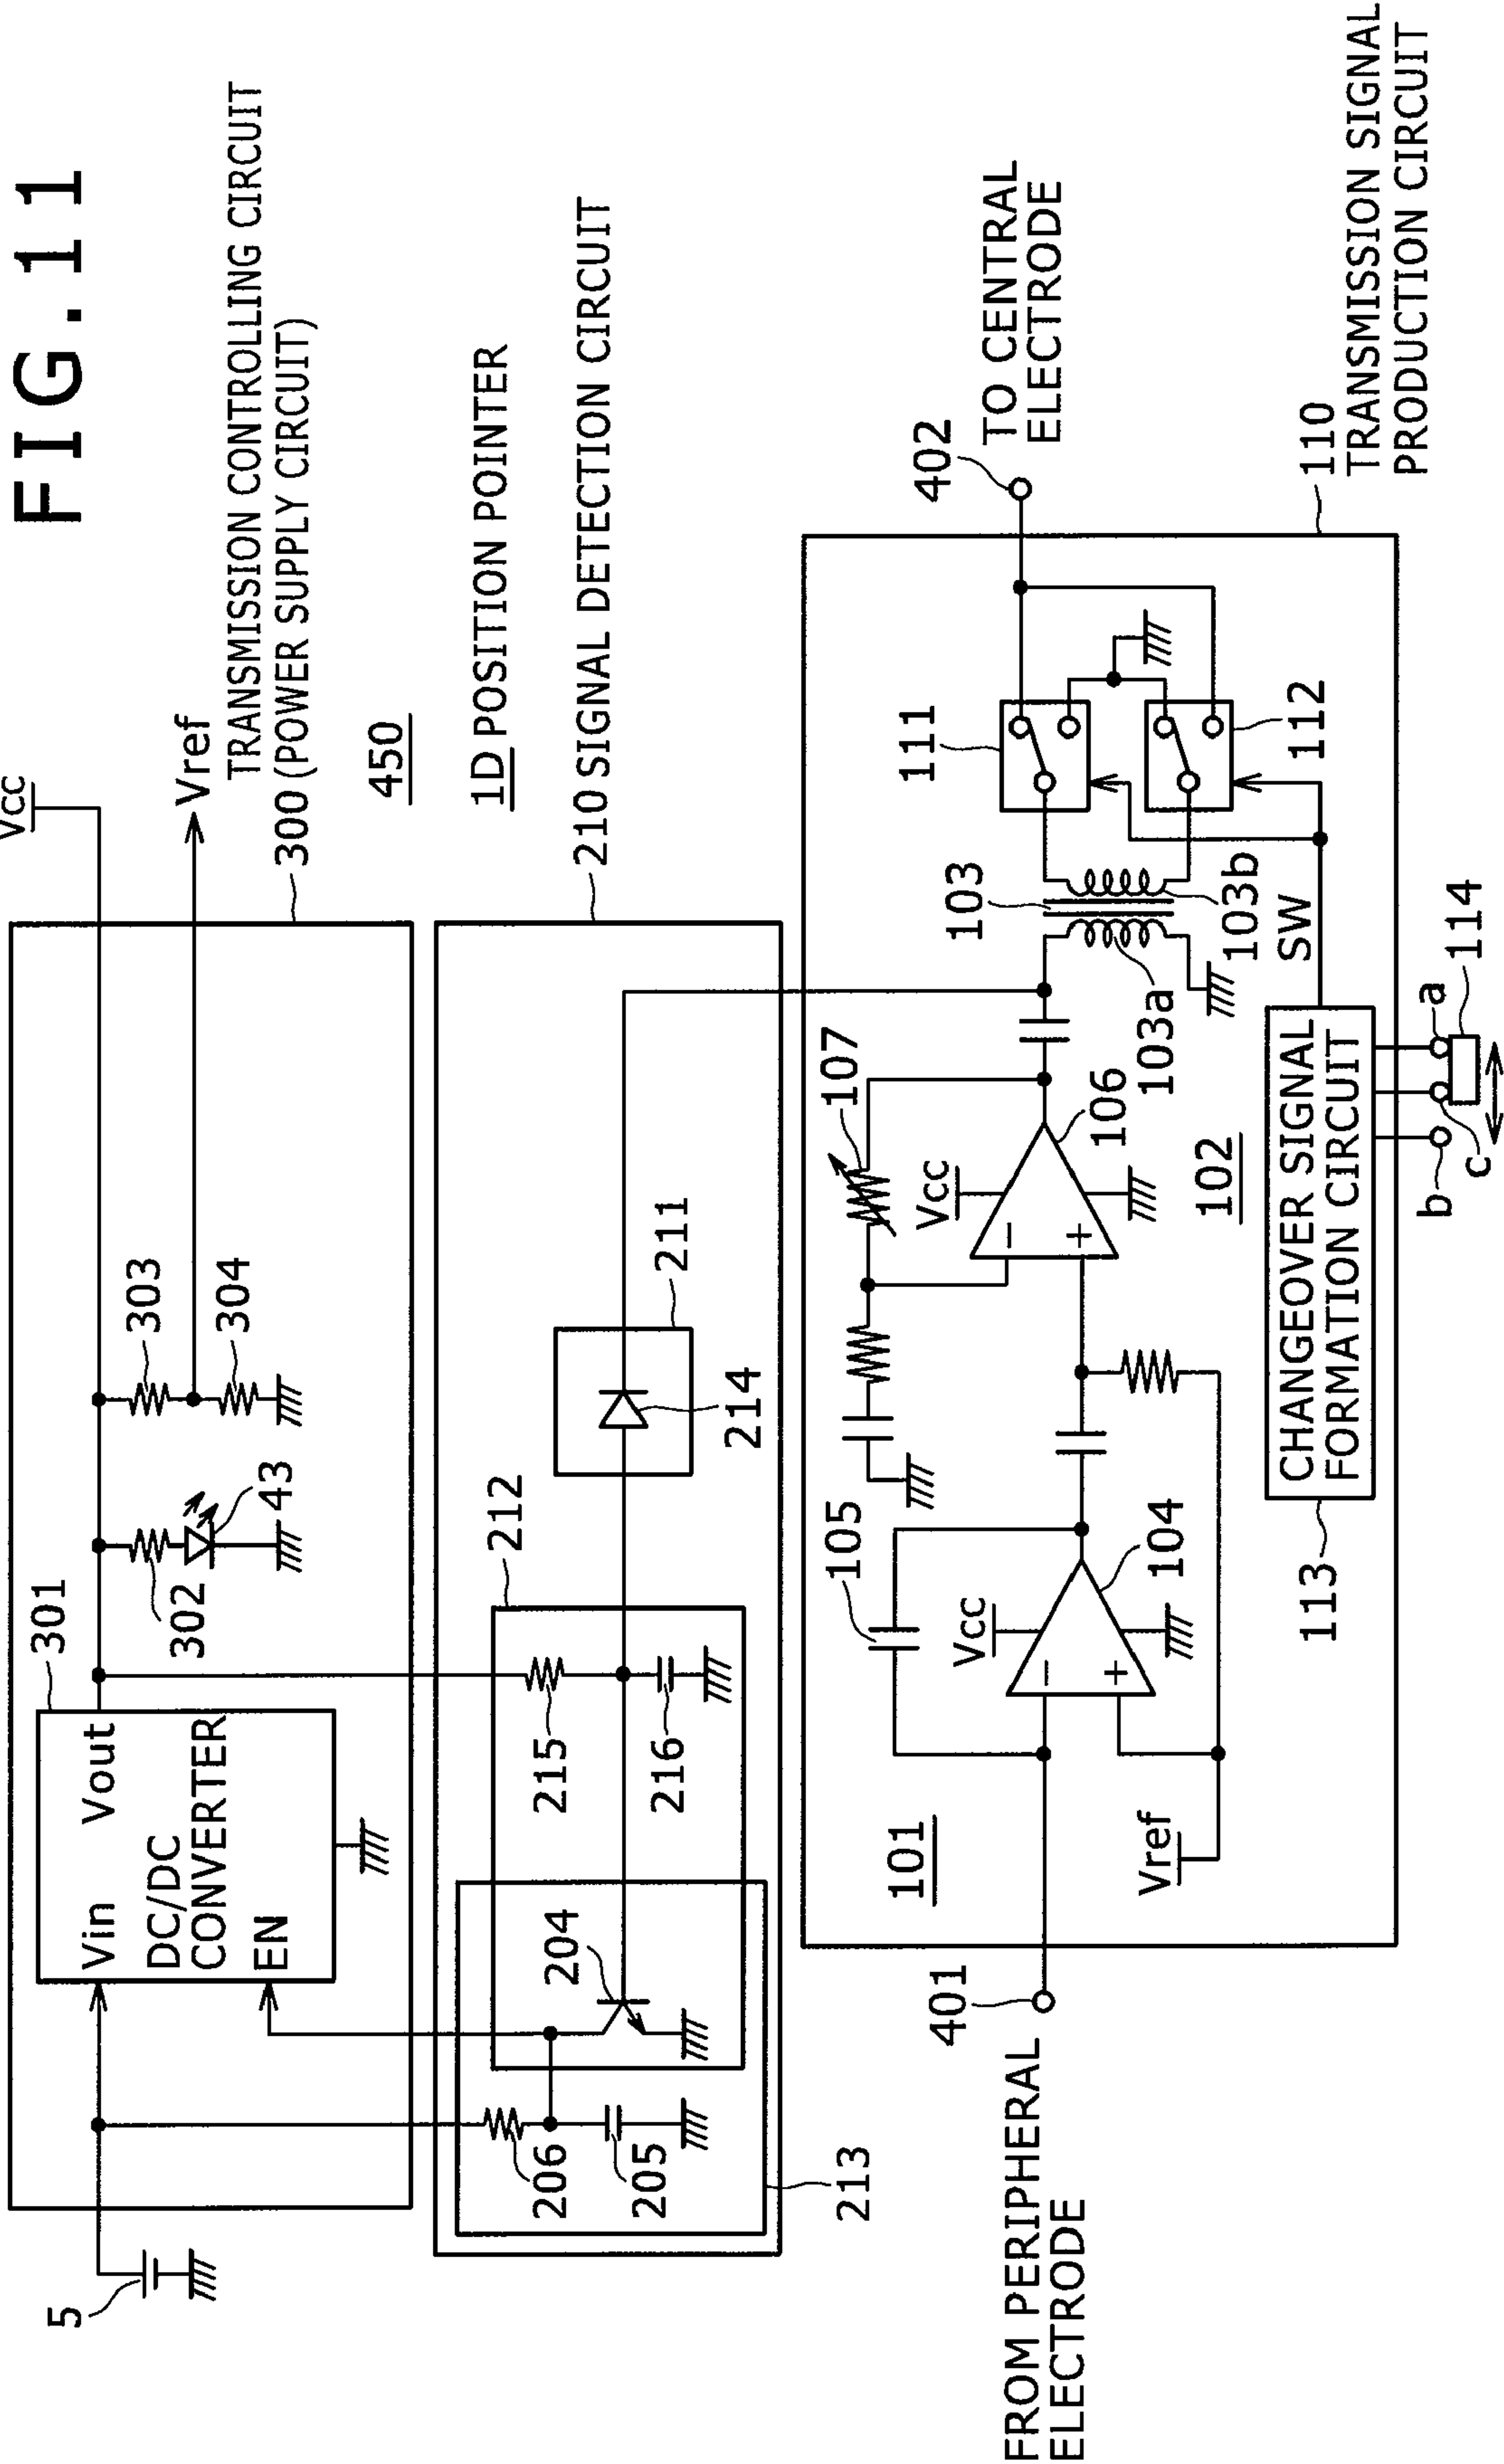 FIG.11
Vcc
Vref
TRANSMISSION CONTROLLING CIRCUIT
300 (POWER SUPPLY CIRCUIT)
450
301
Vin
Vout
DC/DC
CONVERTER
EN
302
43
303
304
5
1D POSITION POINTER
210 SIGNAL DETECTION CIRCUIT
212
211
214
215
216
204
206
205
213
FROM PERIPHERAL
ELECTRODE
401
101
105
Vcc
-
+
104
Vref
107
Vcc
-
+
106
102
103
103a
103b
SW
111
112
402
TO CENTRAL
ELECTRODE
110
TRANSMISSION SIGNAL
PRODUCTION CIRCUIT
CHANGEOVER SIGNAL
FORMATION CIRCUIT
113
b
c
a
114